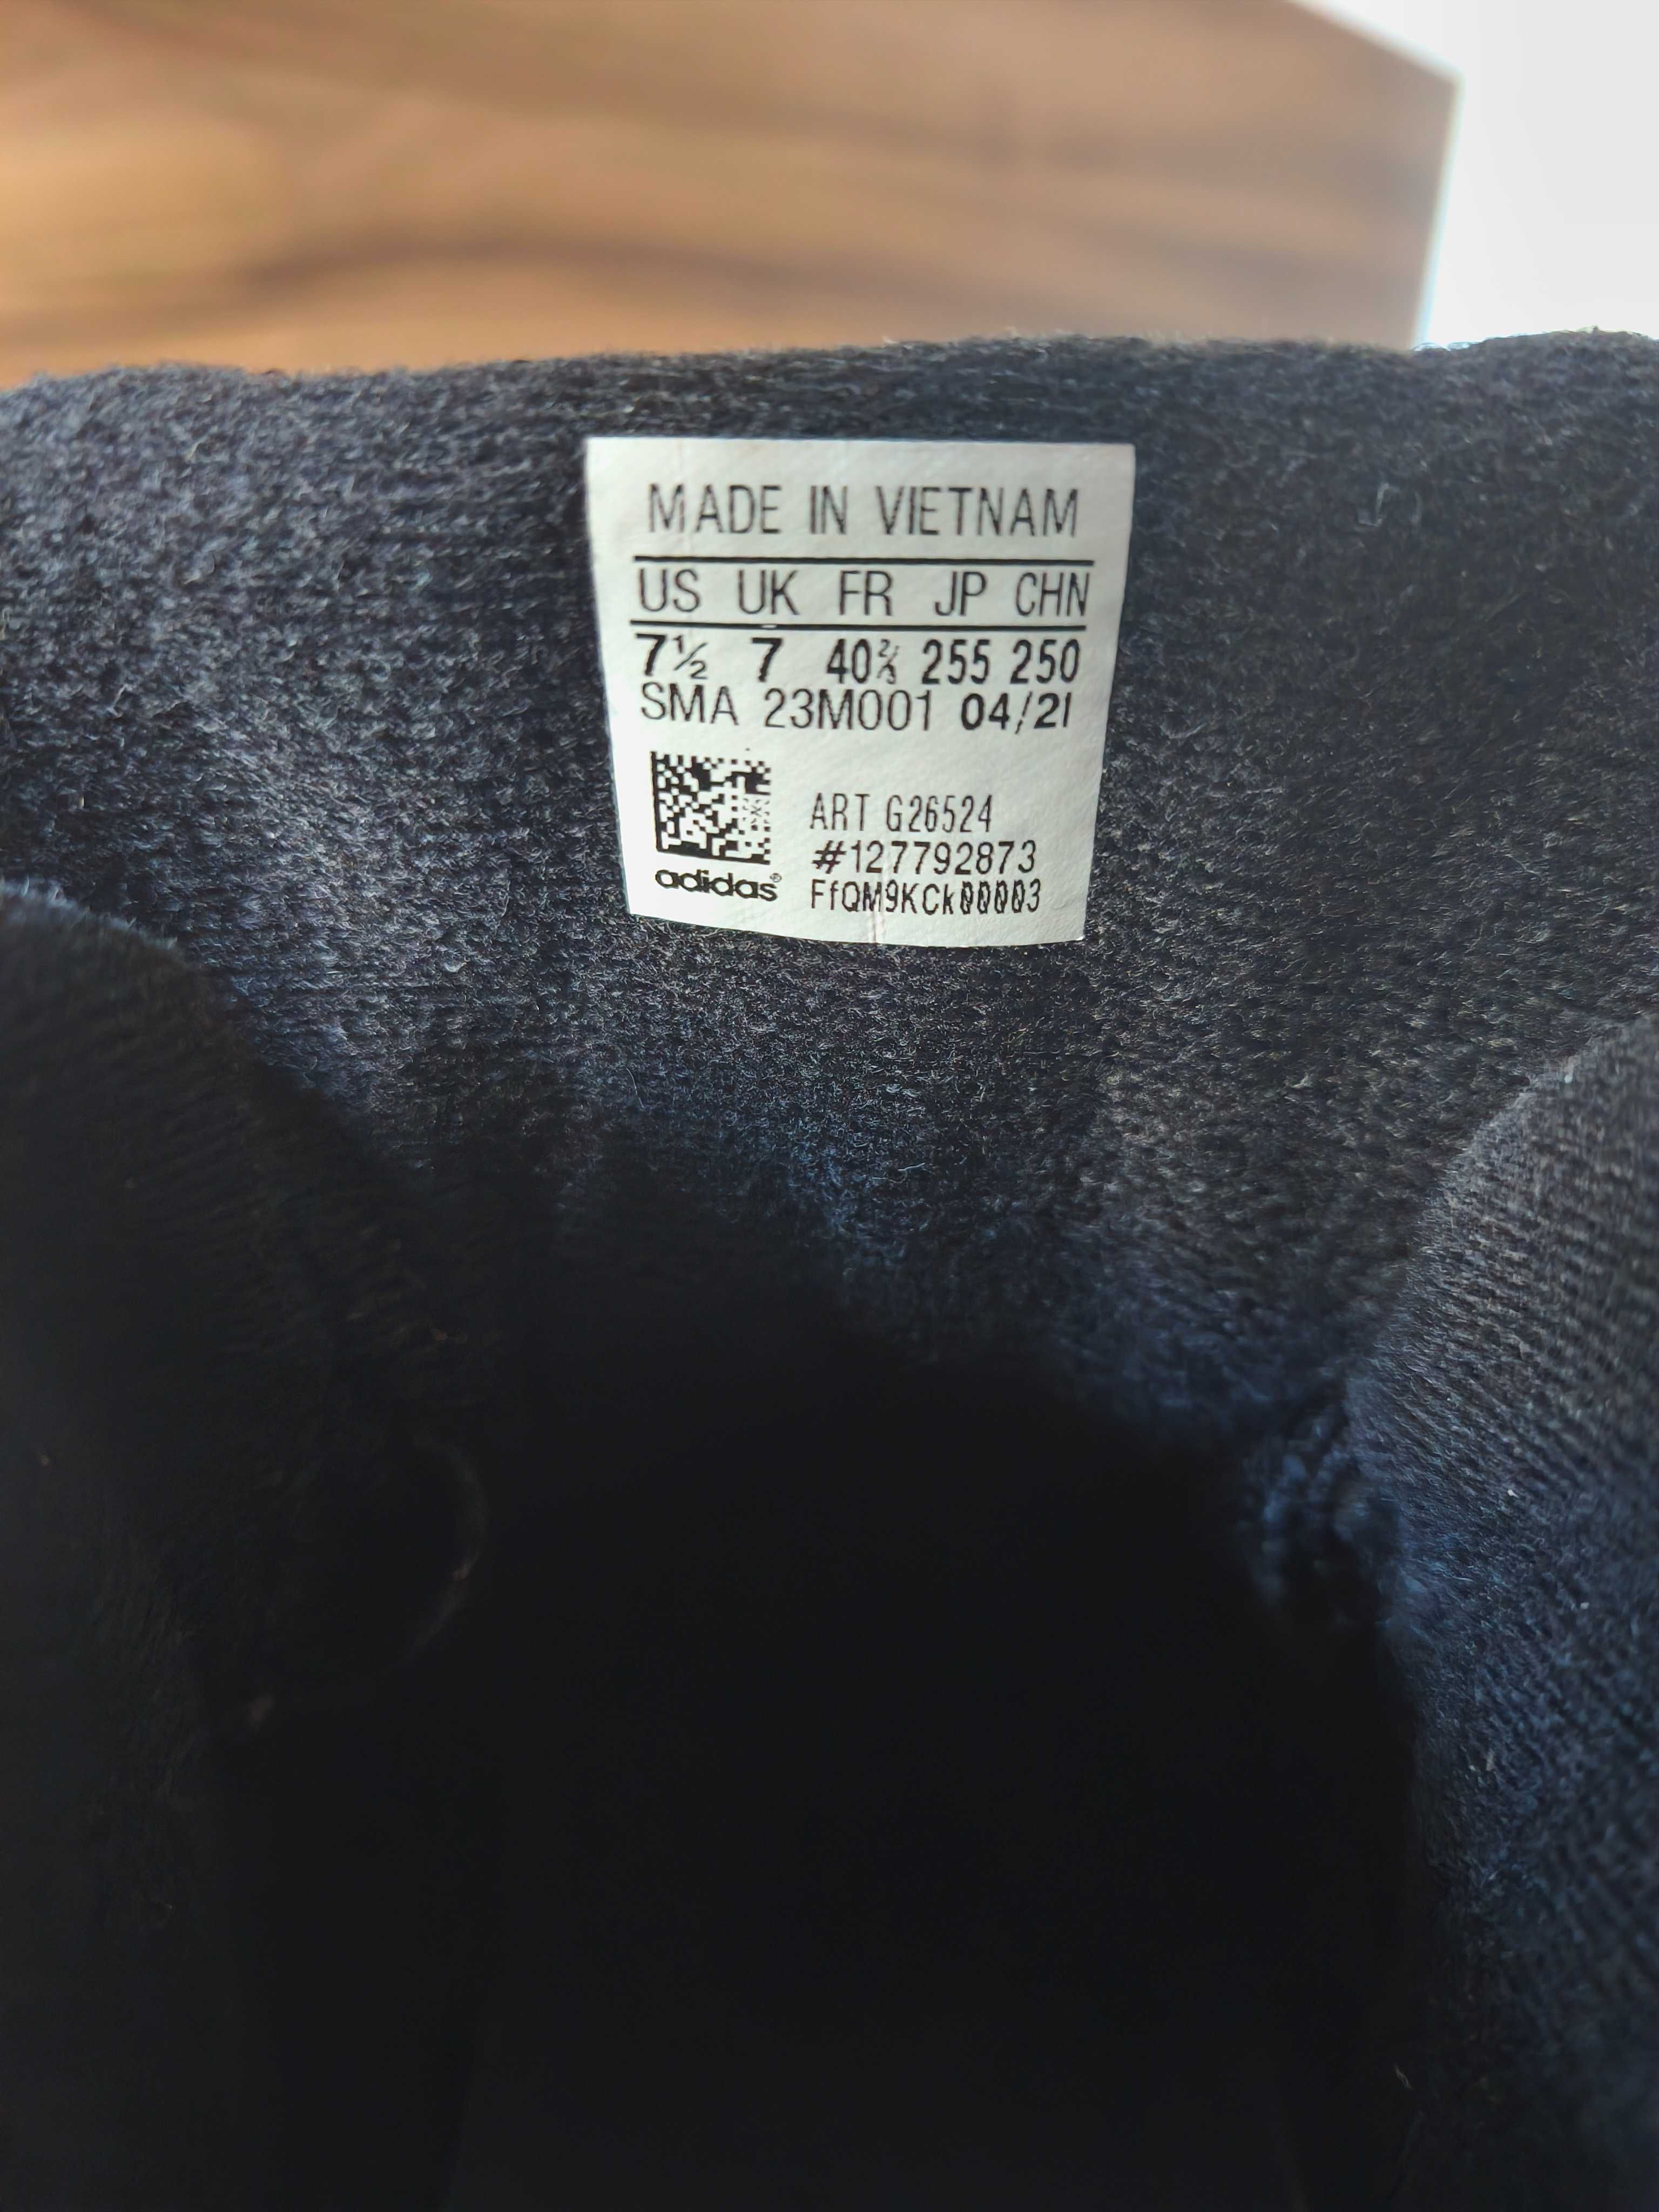 MADE IN VIETNAM
US UK FR JP CHN
7½ 7 40⅔ 255 250
SMA 23M001 04/21
ART G26524
#127792873
adidas® FfQM9KCk00003